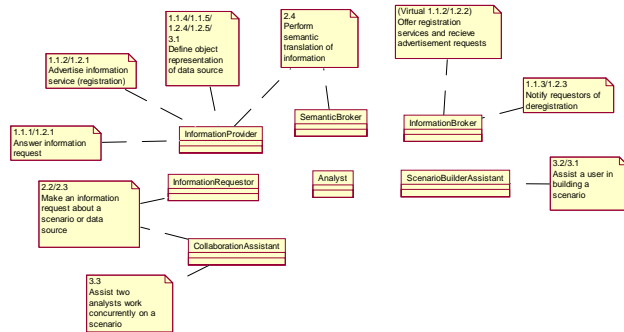 1.1.4/1.1.5/
1.2.4/1.2.5/
3.1
Define object
representation
of data source
2.4
Perform
semantic
translation of
information
(Virtual 1.1.2/1.2.2)
Offer registration
services and recieve
advertisement requests
1.1.2/1.2.1
Advertise information
service (registration)
1.1.3/1.2.3
Notify requestors of
deregistration
1.1.1/1.2.1
Answer information
request
InformationProvider
SemanticBroker
InformationBroker
3.2/3.1
Assist a user in
building a
scenario
2.2/2.3
Make an information
request about a
scenario or data
source
InformationRequestor
Analyst
ScenarioBuilderAssistant
CollaborationAssistant
3.3
Assist two
analysts work
concurrently on a
scenario